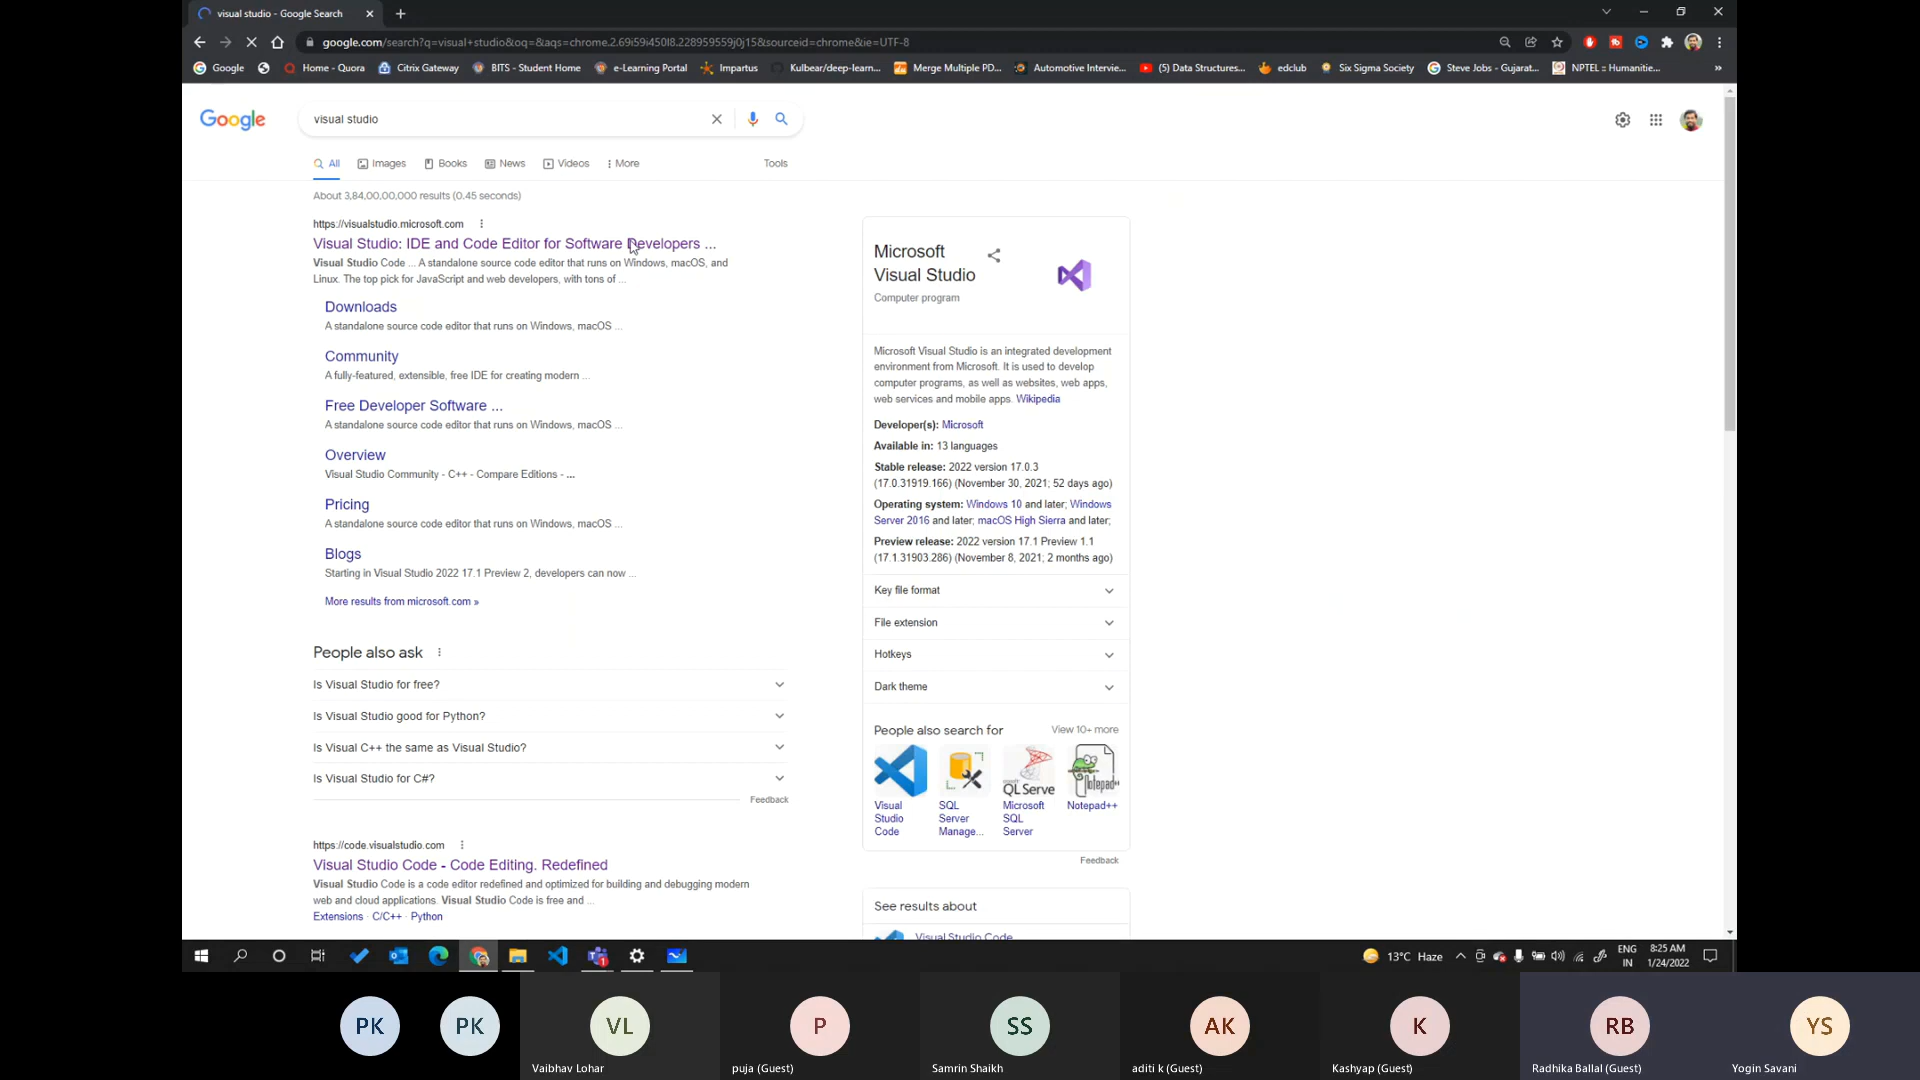 visual studio - Google Search
google.com/search?q=visual+studio&oq=&aqs=chrome.2.69i59i450l8.228959559j0j15&sourceid=chrome&ie=UTF-8
Google Home - Quora Citrix Gateway BITS - Student Home e-Learning Portal Impartus Kulbear/deep-learn... Merge Multiple PD... Automotive Intervie... (5) Data Structures... edclub Six Sigma Society Steve Jobs - Gujarat... NPTEL :: Humanitie... »
Google
visual studio
All Images Books News Videos More Tools
About 3,84,00,00,000 results (0.45 seconds)
https://visualstudio.microsoft.com
Visual Studio: IDE and Code Editor for Software Developers ...
Visual Studio Code ... A standalone source code editor that runs on Windows, macOS, and
Linux. The top pick for JavaScript and web developers, with tons of ...
Downloads
A standalone source code editor that runs on Windows, macOS ...
Community
A fully-featured, extensible, free IDE for creating modern ...
Free Developer Software ...
A standalone source code editor that runs on Windows, macOS ...
Overview
Visual Studio Community - C++ - Compare Editions - ...
Pricing
A standalone source code editor that runs on Windows, macOS ...
Blogs
Starting in Visual Studio 2022 17.1 Preview 2, developers can now ...
More results from microsoft.com »
People also ask
Is Visual Studio for free?
Is Visual Studio good for Python?
Is Visual C++ the same as Visual Studio?
Is Visual Studio for C#?
Feedback
https://code.visualstudio.com
Visual Studio Code - Code Editing. Redefined
Visual Studio Code is a code editor redefined and optimized for building and debugging modern
web and cloud applications. Visual Studio Code is free and ...
Extensions · C/C++ · Python
Microsoft
Visual Studio
Computer program
Microsoft Visual Studio is an integrated development
environment from Microsoft. It is used to develop
computer programs, as well as websites, web apps,
web services and mobile apps. Wikipedia
Developer(s): Microsoft
Available in: 13 languages
Stable release: 2022 version 17.0.3
(17.0.31919.166) (November 30, 2021; 52 days ago)
Operating system: Windows 10 and later; Windows
Server 2016 and later; macOS High Sierra and later;
Preview release: 2022 version 17.1 Preview 1.1
(17.1.31903.286) (November 8, 2021; 2 months ago)
Key file format
File extension
Hotkeys
Dark theme
People also search for View 10+ more
QL Serve
Notepad++
Visual
Studio
Code
SQL
Server
Manage...
Microsoft
SQL
Server
Notepad++
Feedback
See results about
Visual Studio Code
13°C Haze
ENG
IN
8:25 AM
1/24/2022
PK PK VL P SS AK K RB YS
Vaibhav Lohar puja (Guest) Samrin Shaikh aditi k (Guest) Kashyap (Guest) Radhika Ballal (Guest) Yogin Savani